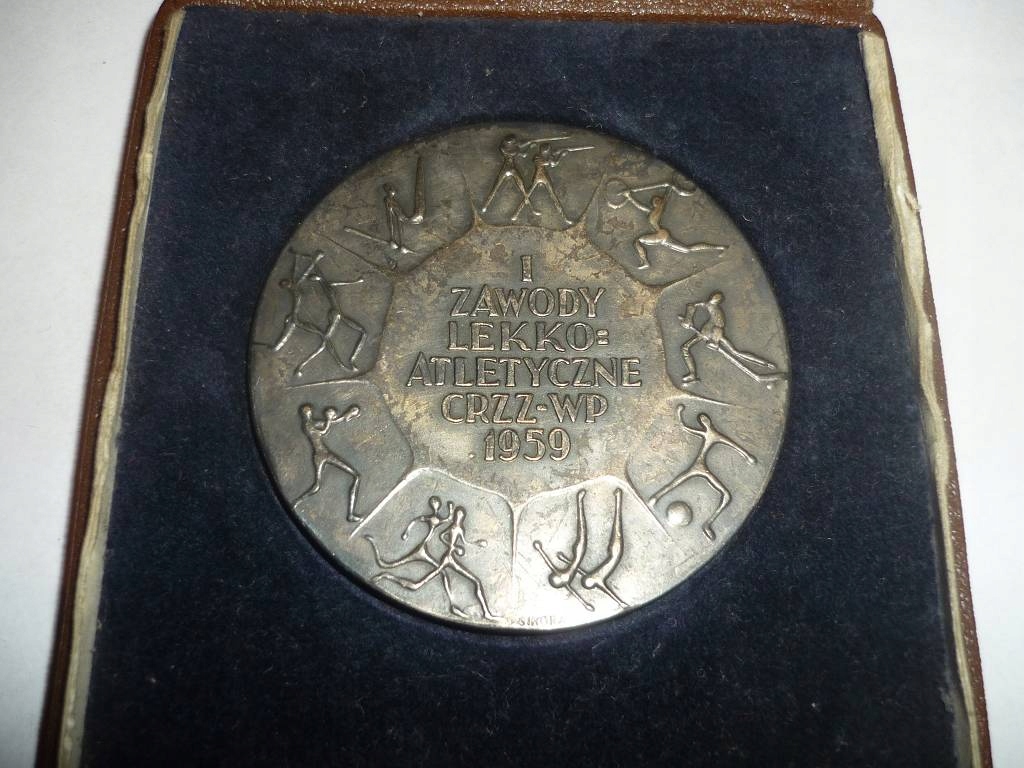 I
ZAWODY
LEKKO=
ATLETYCZNE
CRZZ-WP
1959